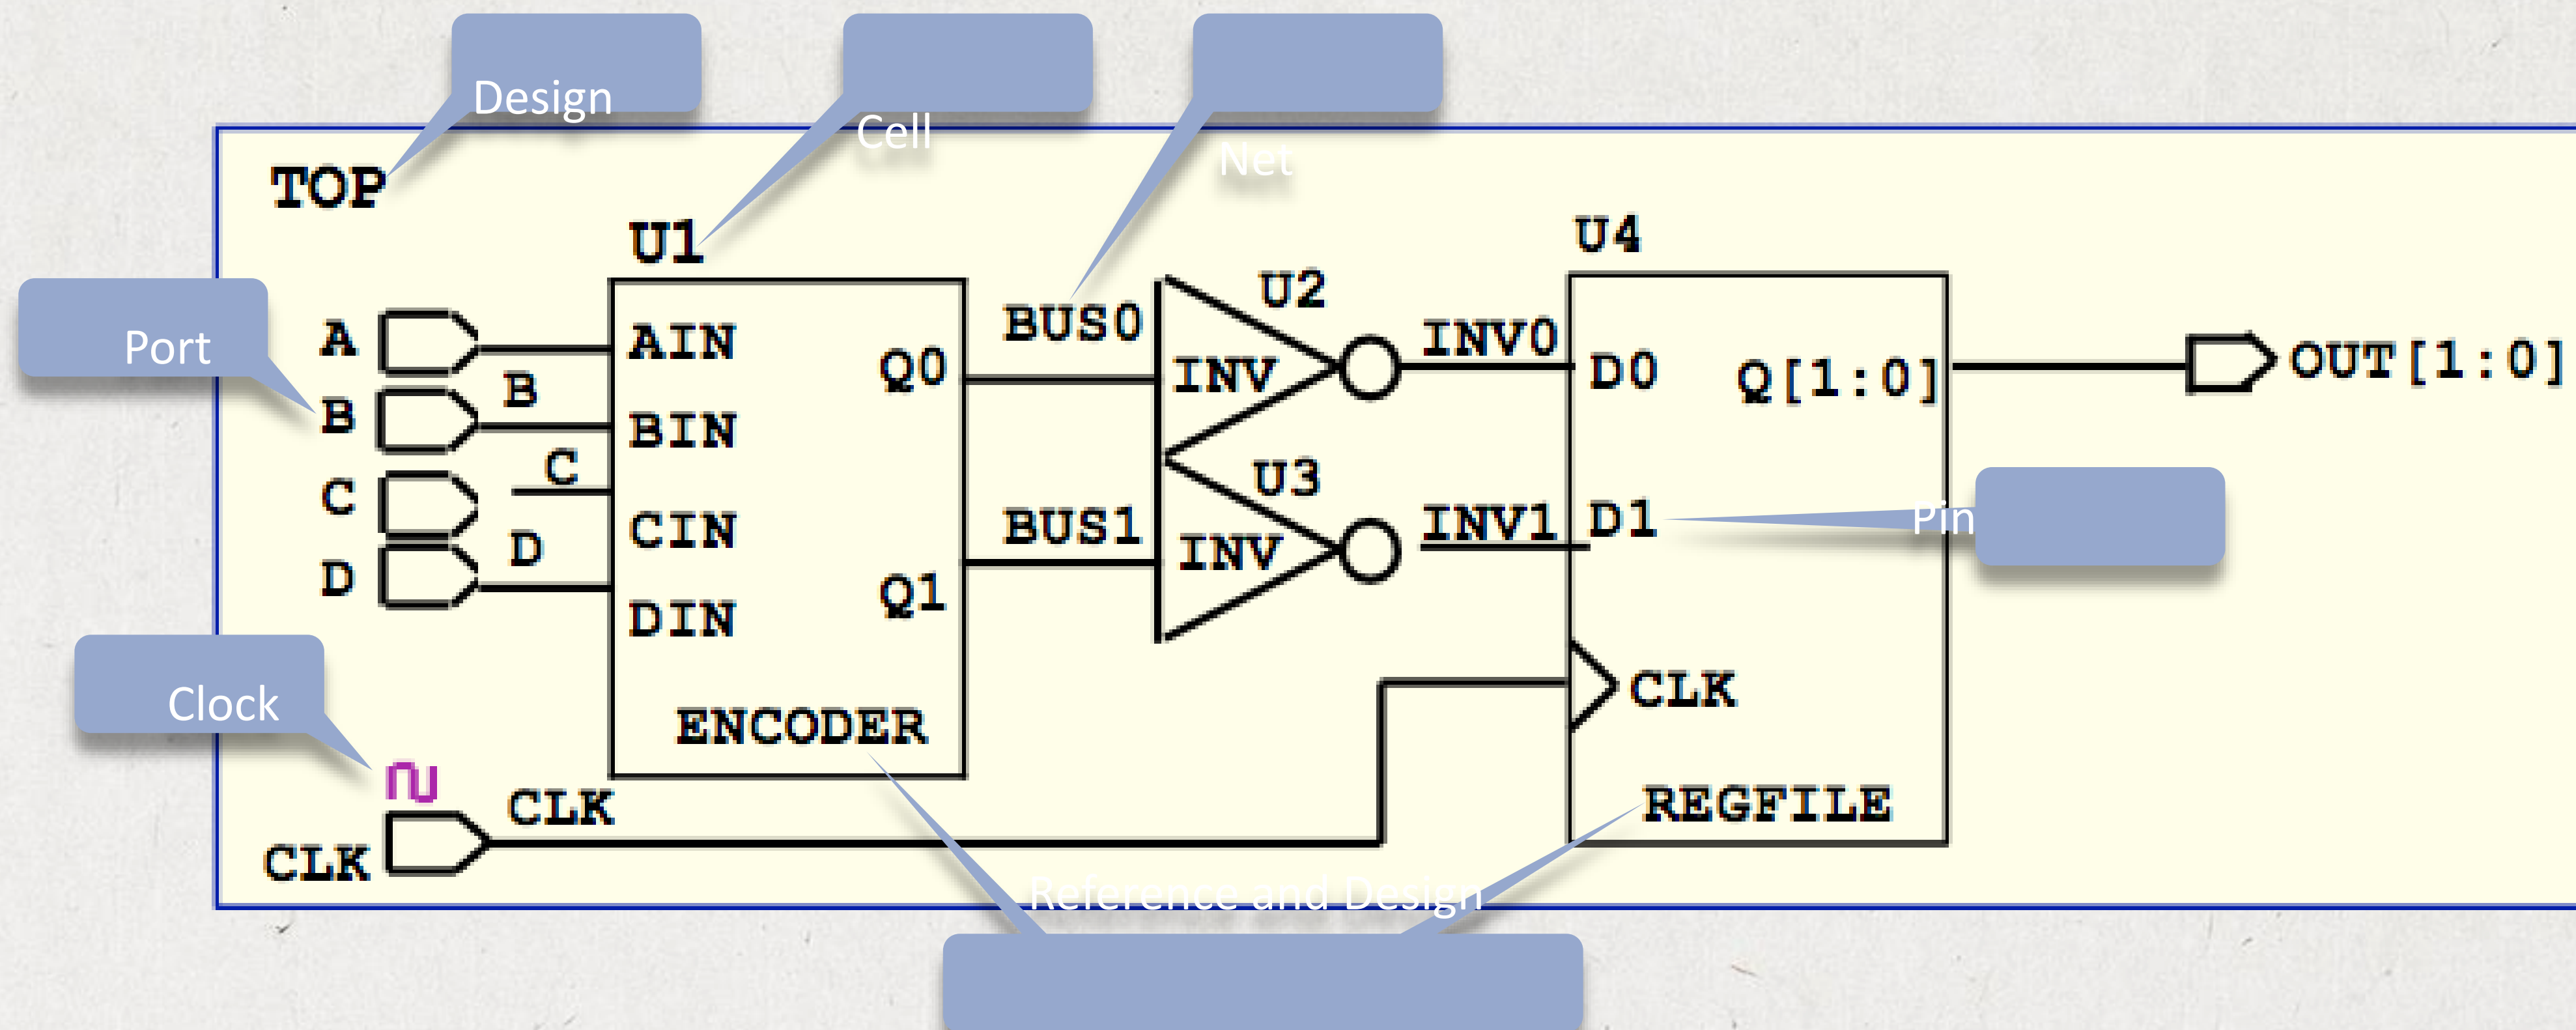 Design
Cell
Net
TOP
U1
U4
U2
Port
A
AIN
Q0
BUS0
INV
INV0
D0
Q[1:0]
OUT[1:0]
B
B
BIN
C
C
CIN
U3
BUS1
INV
INV1
D1
Pin
D
D
DIN
Q1
Clock
ENCODER
CLK
CLK
CLK
REGFILE
Reference and Design